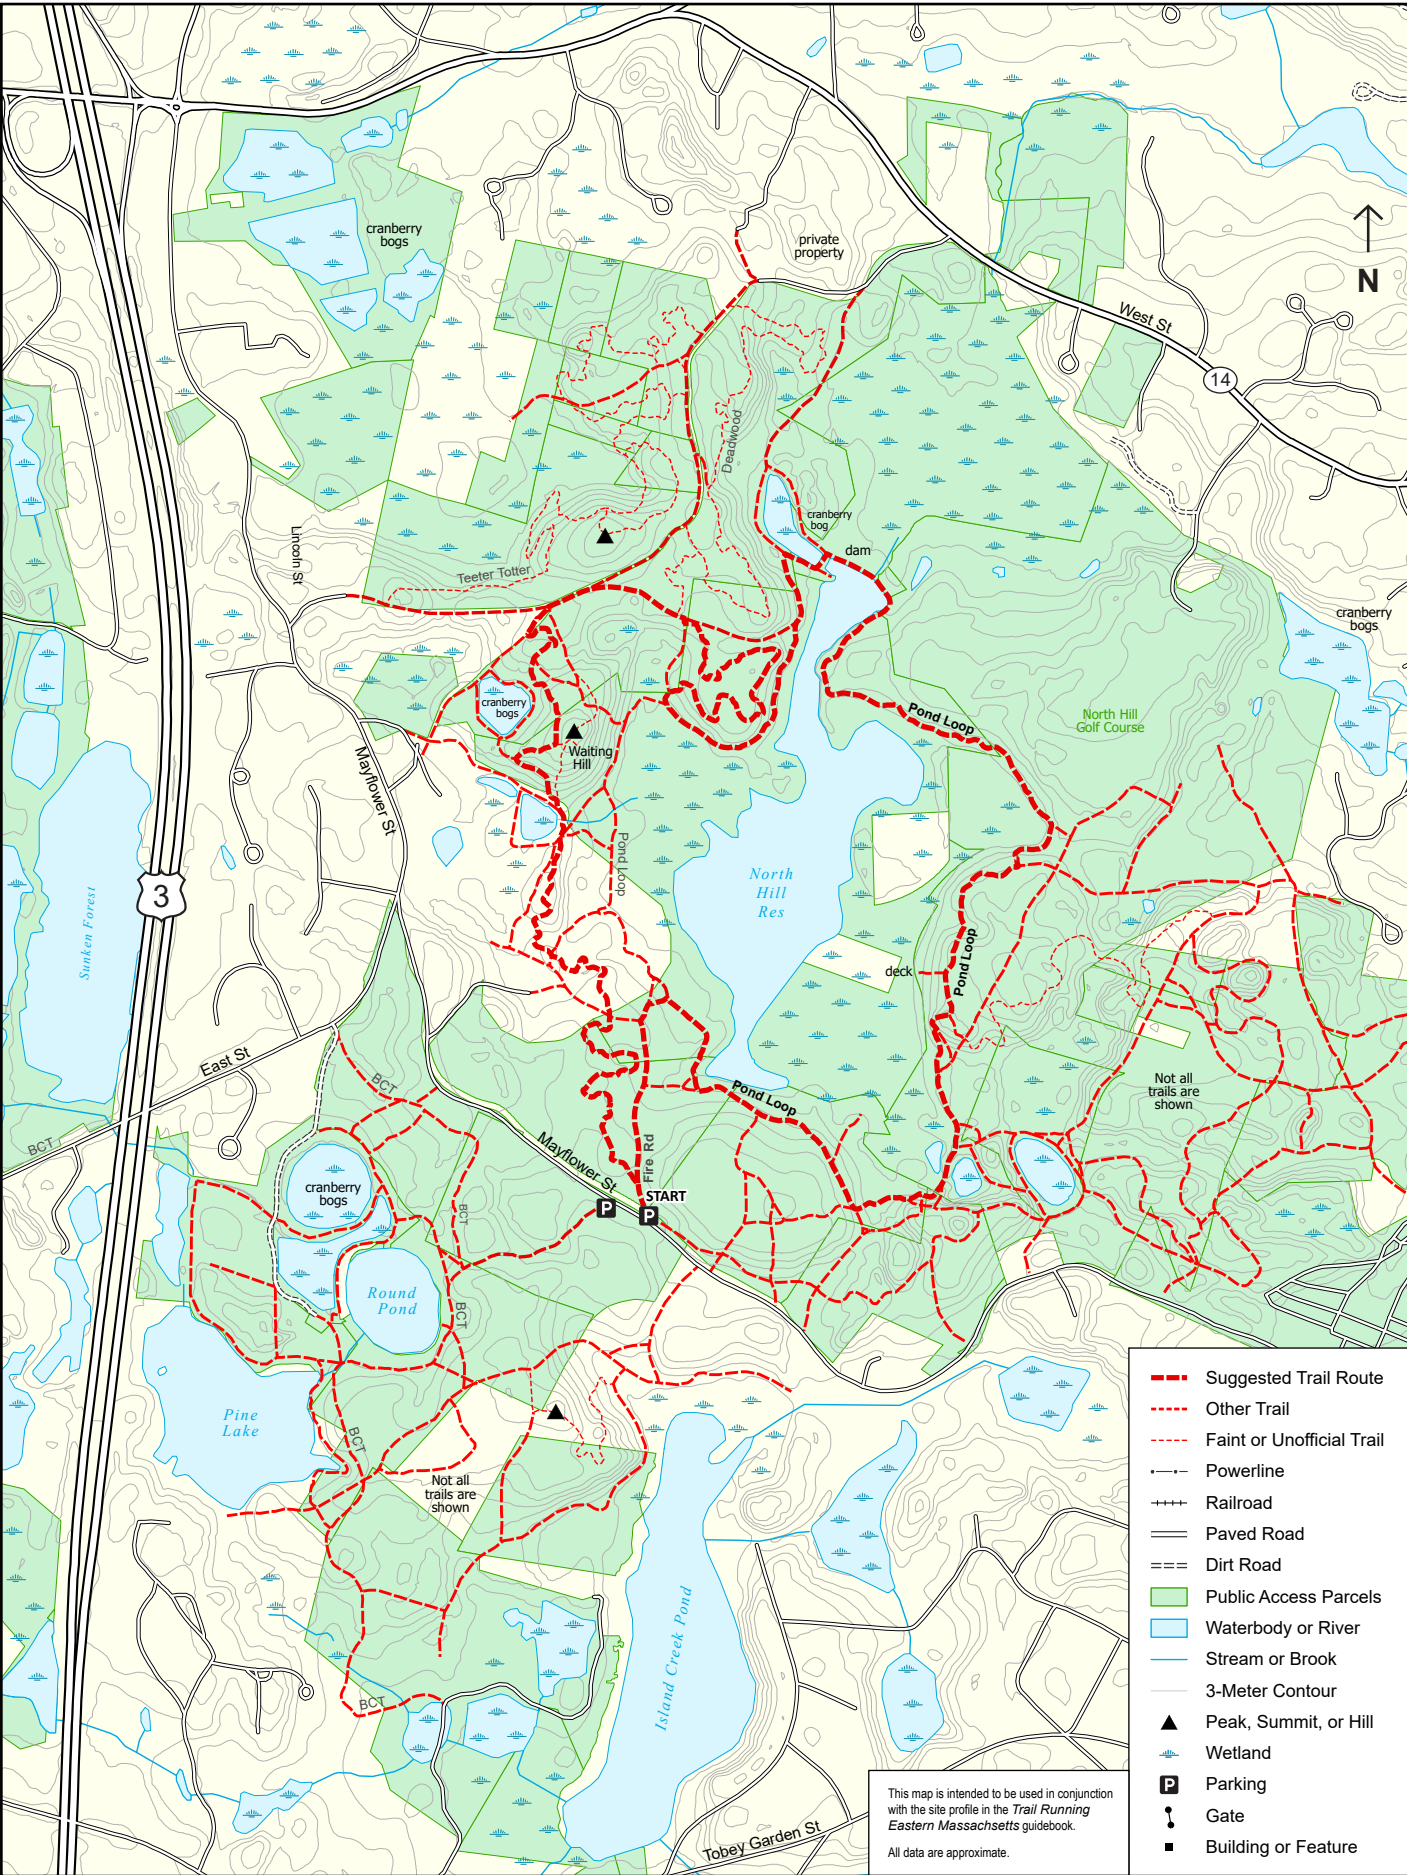 cranberry
bogs
private
property
N
West St
14
Deadwood
cranberry
bog
dam
Lincoln St
Teeter Totter
cranberry
bogs
cranberry
bogs
Pond Loop
North Hill
Golf Course
Waiting
Hill
Mayflower St
Pond Loop
3
Sunken Forest
North
Hill
Res
deck
Pond Loop
East St
BCT
Not all
trails are
shown
Pond Loop
BCT
Mayflower St
Fire Rd
cranberry
bogs
START
P
P
BCT
Round
Pond
BCT
Pine
Lake
BCT
Not all
trails are
shown
Island Creek Pond
BCT
Tobey Garden St
Suggested Trail Route
Other Trail
Faint or Unofficial Trail
Powerline
Railroad
Paved Road
Dirt Road
Public Access Parcels
Waterbody or River
Stream or Brook
3-Meter Contour
Peak, Summit, or Hill
Wetland
P Parking
Gate
Building or Feature
This map is intended to be used in conjunction
with the site profile in the Trail Running
Eastern Massachsetts guidebook.
All data are approximate.